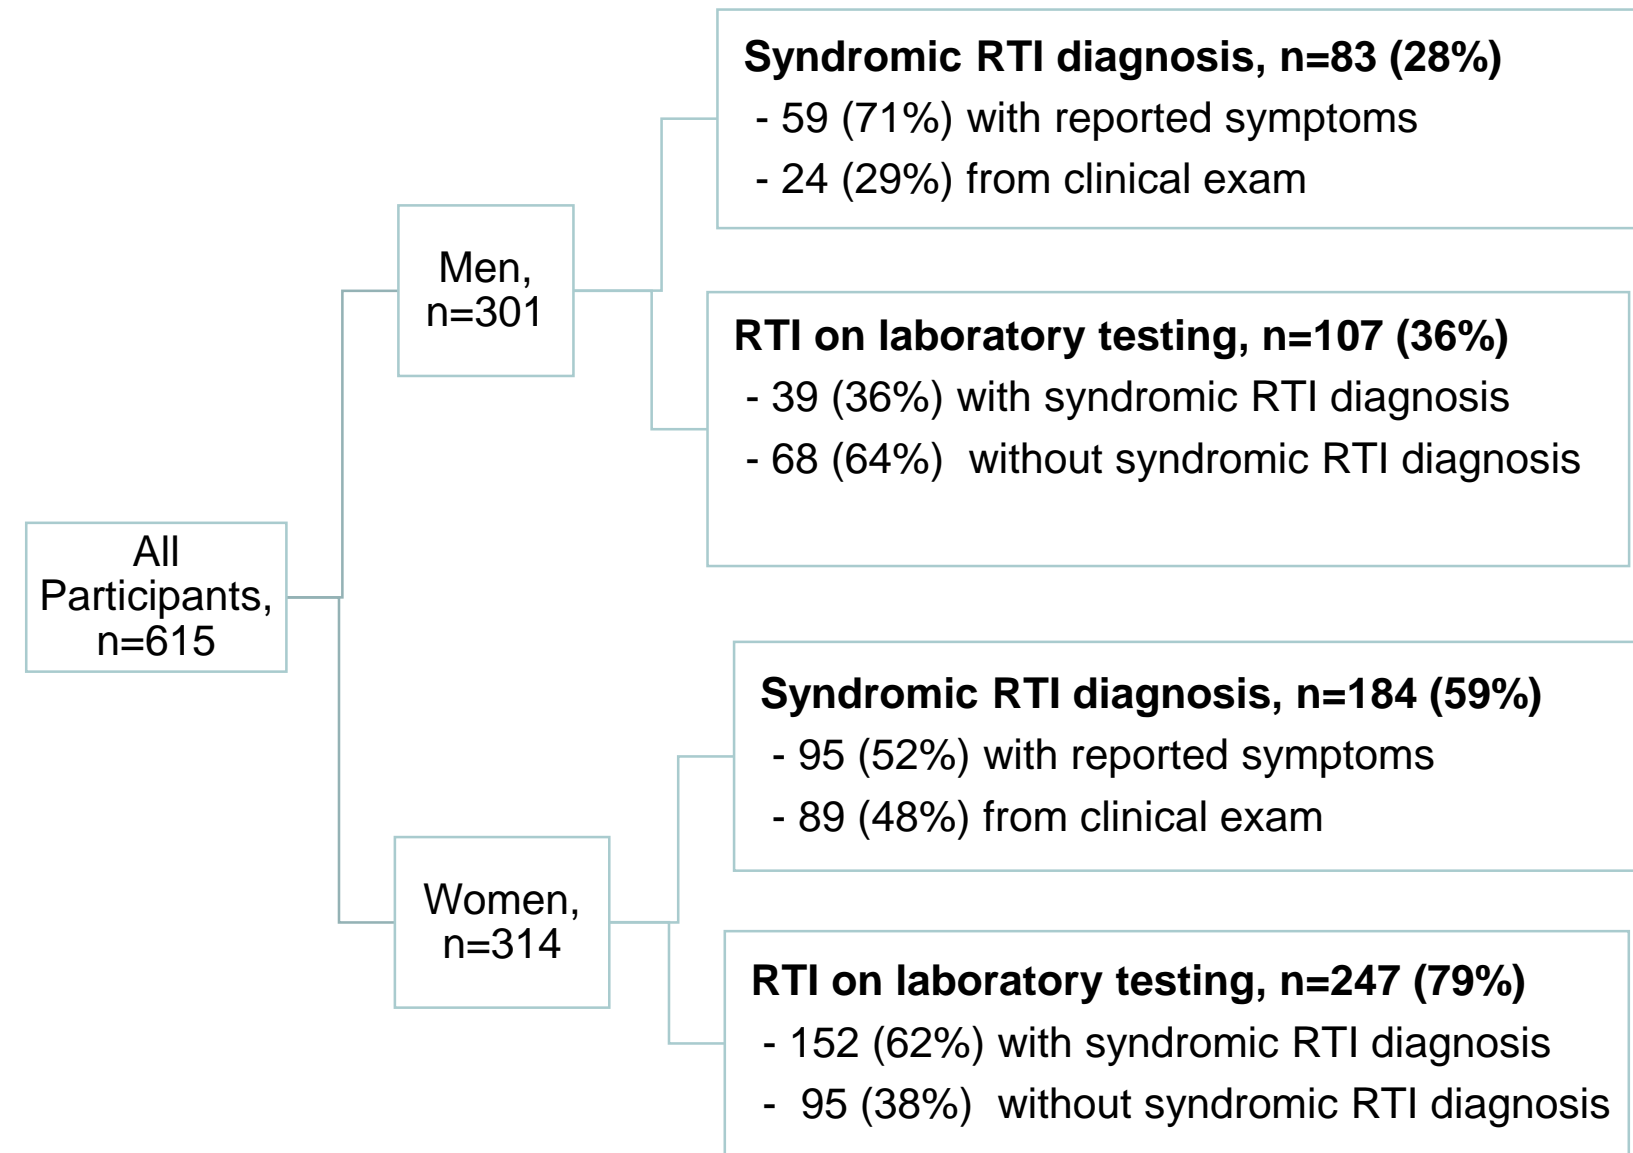 All
Participants,
n=615
Men,
n=301
Syndromic RTI diagnosis, n=83 (28%)
- 59 (71%) with reported symptoms
- 24 (29%) from clinical exam
RTI on laboratory testing, n=107 (36%)
- 39 (36%) with syndromic RTI diagnosis
- 68 (64%)  without syndromic RTI diagnosis
Women,
n=314
Syndromic RTI diagnosis, n=184 (59%)
- 95 (52%) with reported symptoms
- 89 (48%) from clinical exam
RTI on laboratory testing, n=247 (79%)
- 152 (62%) with syndromic RTI diagnosis
-  95 (38%)  without syndromic RTI diagnosis